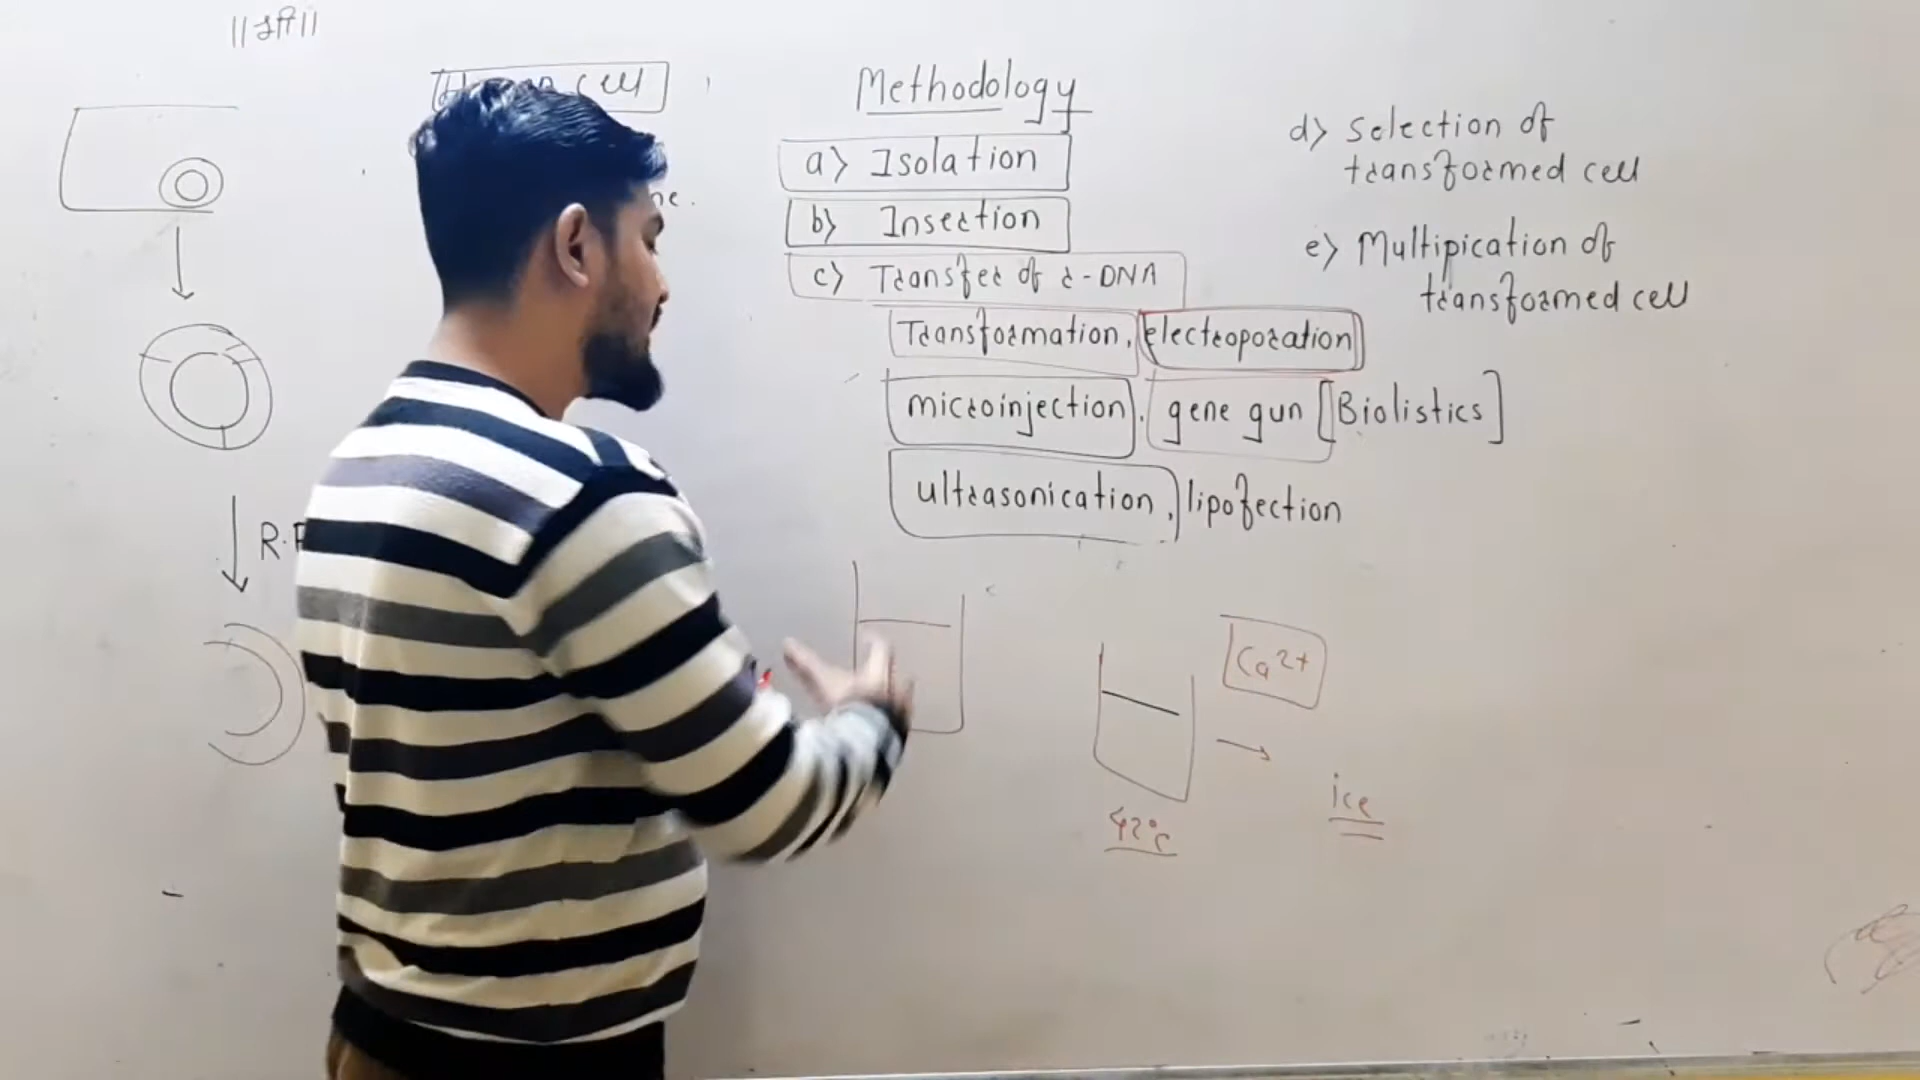 ||श्री||
cell
Methodology
a> Isolation
b> Insertion
c> Transfer of r-DNA
Transformation, electroporation
microinjection, gene gun [Biolistics]
ultrasonication, lipofection
d> Selection of
transformed cell
e> Multipication of
transformed cell
Ca2+
42°c
ice